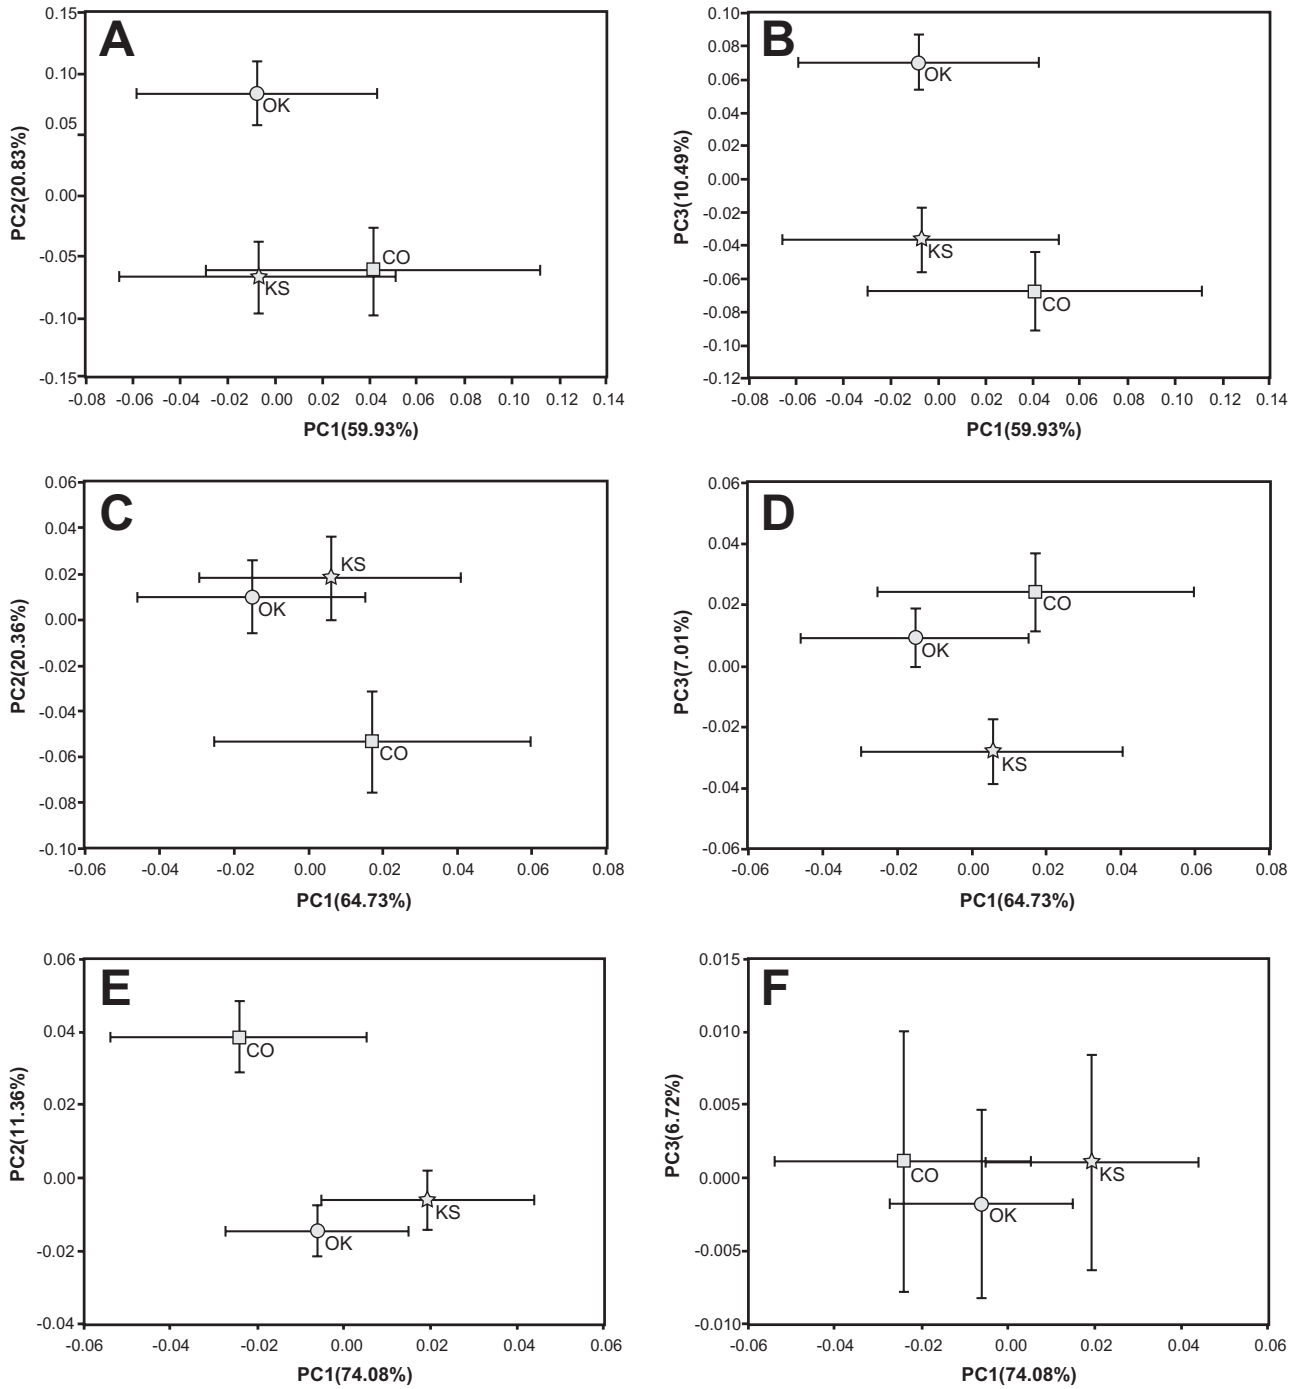 A
0.15
0.10
0.05
0.00
-0.05
-0.10
-0.15
PC2(20.83%)
OK
CO
KS
-0.08 -0.06 -0.04 -0.02 0.00 0.02 0.04 0.06 0.08 0.10 0.12 0.14
PC1(59.93%)
B
0.10
0.08
0.06
0.04
0.02
0.00
-0.02
-0.04
-0.06
-0.08
-0.10
-0.12
PC3(10.49%)
OK
KS
CO
-0.08 -0.06 -0.04 -0.02 0.00 0.02 0.04 0.06 0.08 0.10 0.12 0.14
PC1(59.93%)
C
0.06
0.04
0.02
0.00
-0.02
-0.04
-0.06
-0.08
-0.10
PC2(20.36%)
KS
OK
CO
-0.06 -0.04 -0.02 0.00 0.02 0.04 0.06 0.08
PC1(64.73%)
D
0.06
0.04
0.02
0.00
-0.02
-0.04
-0.06
PC3(7.01%)
CO
OK
KS
-0.06 -0.04 -0.02 0.00 0.02 0.04 0.06 0.08
PC1(64.73%)
E
0.06
0.04
0.02
0.00
-0.02
-0.04
PC2(11.36%)
CO
KS
OK
-0.06 -0.04 -0.02 0.00 0.02 0.04 0.06
PC1(74.08%)
F
0.015
0.010
0.005
0.000
-0.005
-0.010
PC3(6.72%)
CO
KS
OK
-0.06 -0.04 -0.02 0.00 0.02 0.04 0.06
PC1(74.08%)